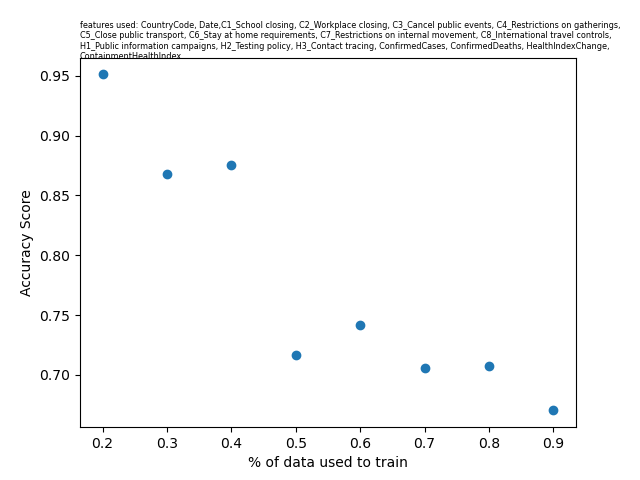 features used: CountryCode, Date,C1_School closing, C2_Workplace closing, C3_Cancel public events, C4_Restrictions on gatherings,
C5_Close public transport, C6_Stay at home requirements, C7_Restrictions on internal movement, C8_International travel controls,
H1_Public information campaigns, H2_Testing policy, H3_Contact tracing, ConfirmedCases, ConfirmedDeaths, HealthIndexChange,
ContainmentHealthIndex
0.95
0.90
0.85
0.80
0.75
0.70
Accuracy Score
0.2 0.3 0.4 0.5 0.6 0.7 0.8 0.9
% of data used to train